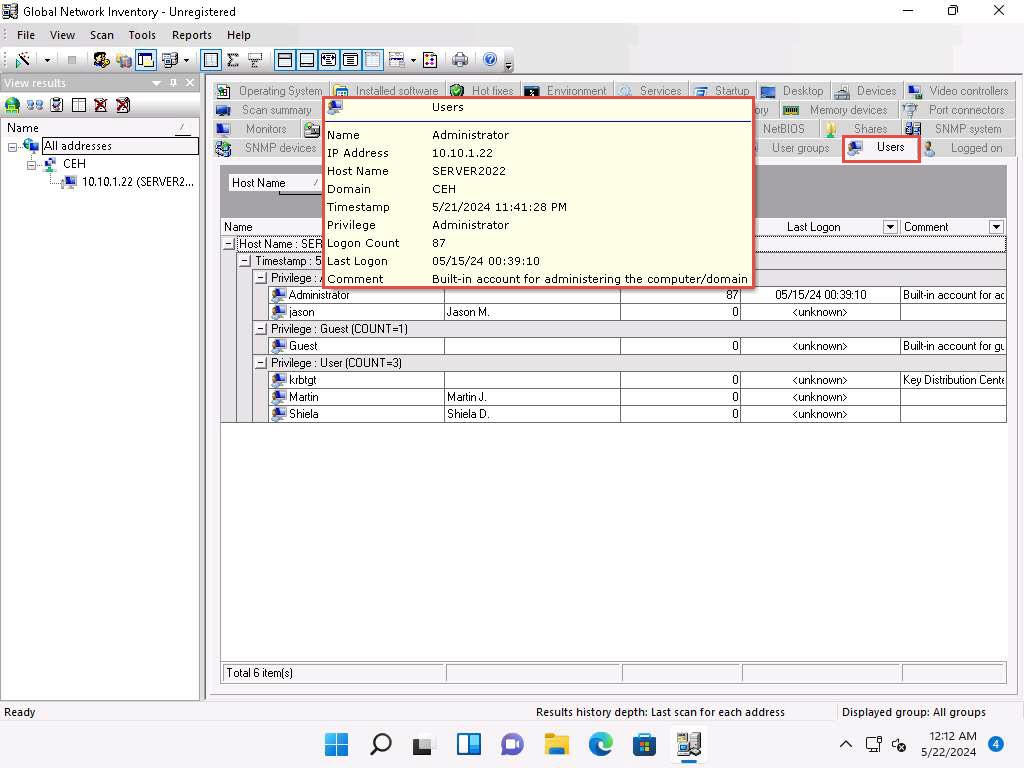 Global Network Inventory - Unregistered
File View Scan Tools Reports Help
View results
Name
All addresses
CEH
10.10.1.22 (SERVER2...
Operating System Installed software Hot fixes Environment Services Startup Desktop Devices Video controllers
Scan summary Memory devices Port connectors
Monitors NetBIOS Shares SNMP system
SNMP devices User groups Users Logged on
Users
Name Administrator
IP Address 10.10.1.22
Host Name SERVER2022
Domain CEH
Timestamp 5/21/2024 11:41:28 PM
Privilege Administrator
Logon Count 87
Last Logon 05/15/24 00:39:10
Comment Built-in account for administering the computer/domain
Host Name
Name Last Logon Comment
Host Name : SER
Timestamp : 5
Privilege : A
Administrator 87 05/15/24 00:39:10 Built-in account for ac
jason Jason M. 0 <unknown>
Privilege : Guest (COUNT=1)
Guest 0 <unknown> Built-in account for gu
Privilege : User (COUNT=3)
krbtgt 0 <unknown> Key Distribution Cente
Martin Martin J. 0 <unknown>
Shiela Shiela D. 0 <unknown>
Total 6 item(s)
Ready Results history depth: Last scan for each address Displayed group: All groups
12:12 AM
5/22/2024
4